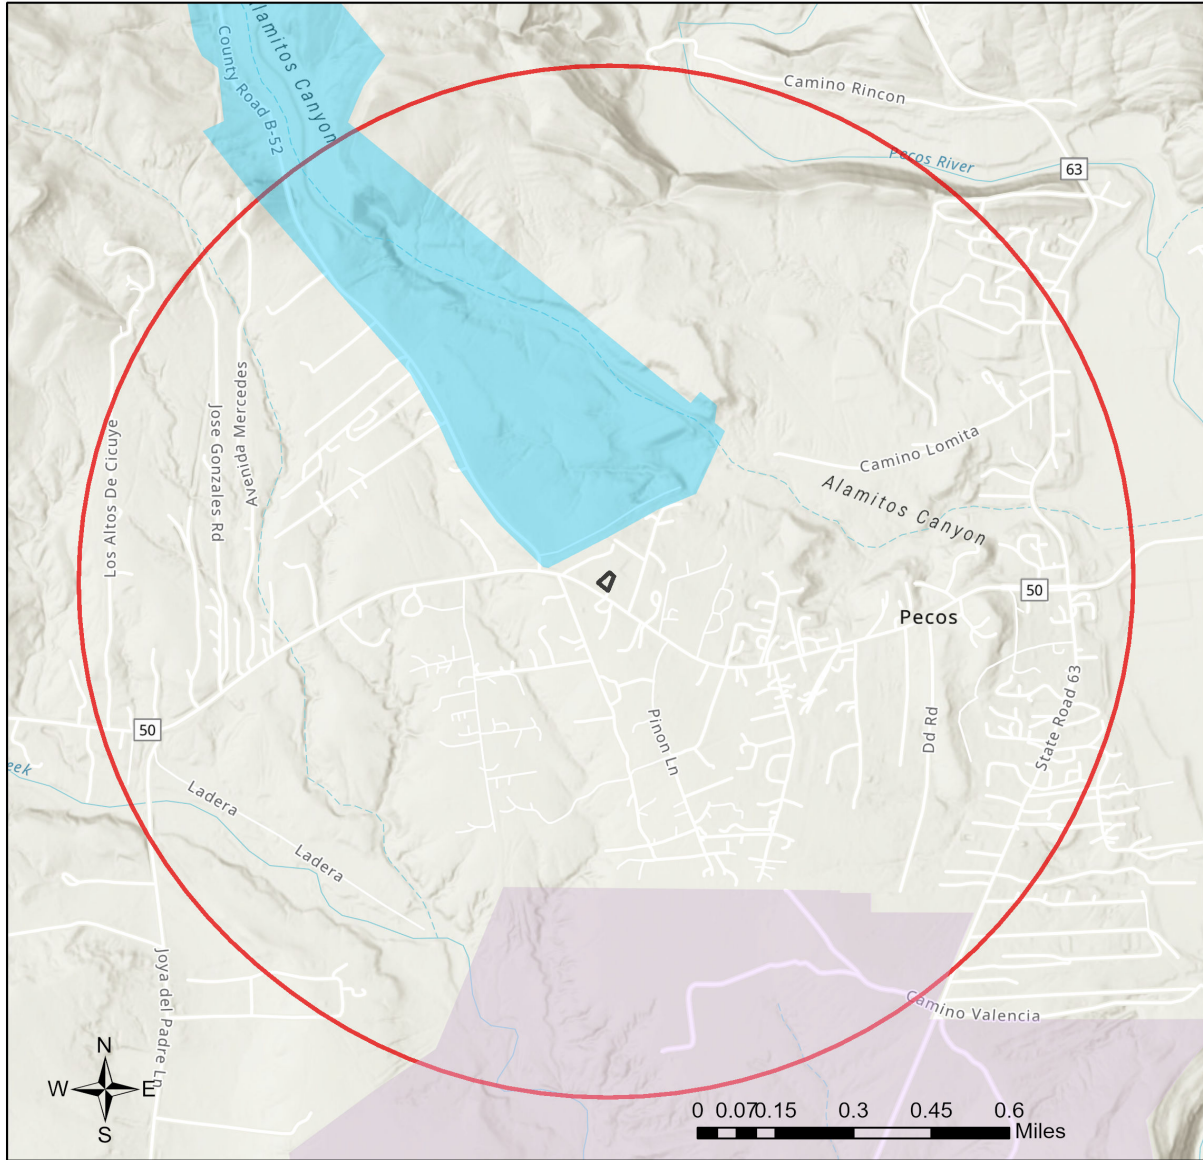 Alamitos Canyon
County Road B-52
Camino Rincon
Pecos River
63
Los Altos De Cicuye
Jose Gonzales Rd
Avenida Mercedes
Camino Lomita
Alamitos Canyon
50
Pecos
Pinon Ln
Dd Rd
State Road 63
50
eek
Ladera
Ladera
Joya del Padre Ln
Camino Valencia
N
W E
S
0 0.07 0.15 0.3 0.45 0.6
Miles